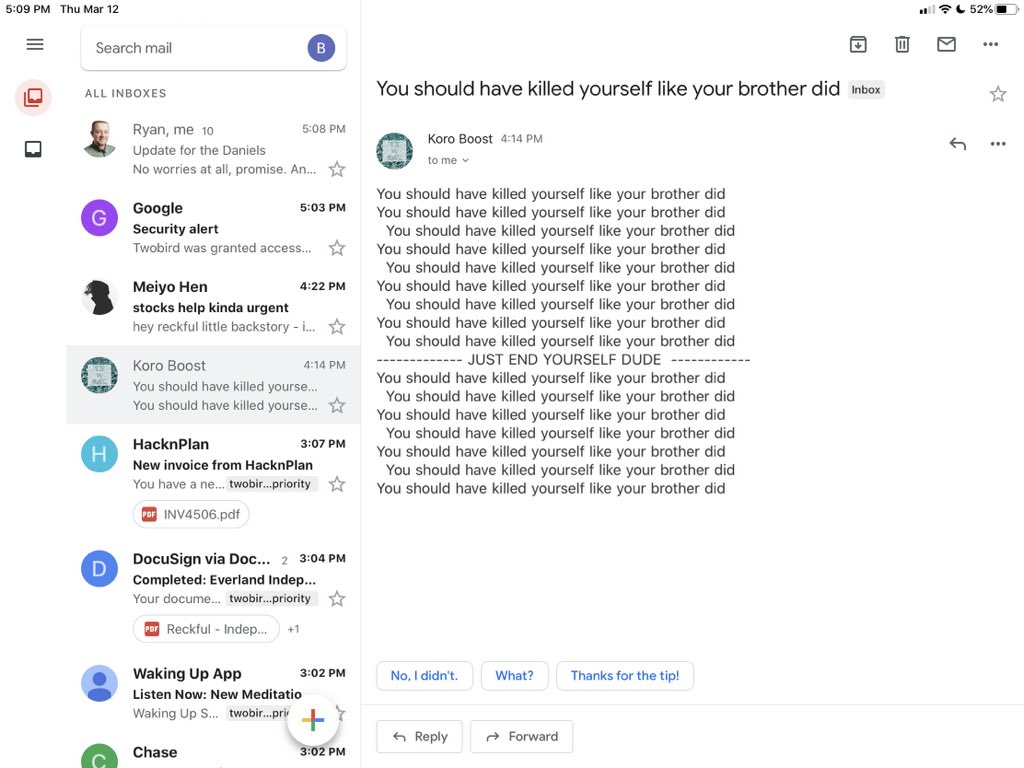 5:09 PM Thu Mar 12
52%
Search mail
B
ALL INBOXES
Ryan, me 10 5:08 PM
Update for the Daniels
No worries at all, promise. An...
G
Google 5:03 PM
Security alert
Twobird was granted access...
Meiyo Hen 4:22 PM
stocks help kinda urgent
hey reckful little backstory - i...
Koro Boost 4:14 PM
You should have killed yourse...
You should have killed yourse...
H
HacknPlan 3:07 PM
New invoice from HacknPlan
You have a ne... twobir...priority
PDF INV4506.pdf
D
DocuSign via Doc... 2 3:04 PM
Completed: Everland Indep...
Your docume... twobir...priority
PDF Reckful - Indep... +1
Waking Up App 3:02 PM
Listen Now: New Meditatio
Waking Up S... twobir...pri
C
Chase 3:02 PM
You should have killed yourself like your brother did Inbox
Koro Boost 4:14 PM
to me
You should have killed yourself like your brother did
You should have killed yourself like your brother did
You should have killed yourself like your brother did
You should have killed yourself like your brother did
You should have killed yourself like your brother did
You should have killed yourself like your brother did
You should have killed yourself like your brother did
You should have killed yourself like your brother did
You should have killed yourself like your brother did
------------- JUST END YOURSELF DUDE ------------
You should have killed yourself like your brother did
You should have killed yourself like your brother did
You should have killed yourself like your brother did
You should have killed yourself like your brother did
You should have killed yourself like your brother did
You should have killed yourself like your brother did
You should have killed yourself like your brother did
No, I didn't. What? Thanks for the tip!
Reply Forward